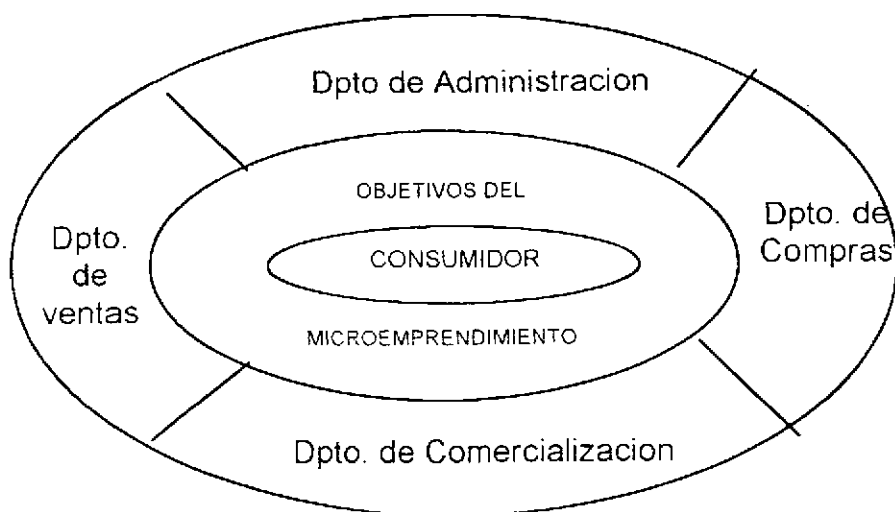 Dpto de Administracion
OBJETIVOS DEL
CONSUMIDOR
MICROEMPRENDIMIENTO
Dpto.
de
ventas
Dpto. de
Compras
Dpto. de Comercializacion